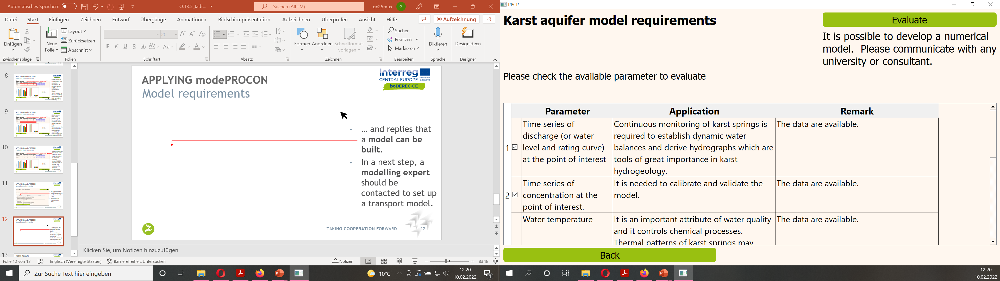 Automatisches Speichern
O.T3.5_Jadr...
Suchen (Alt+M)
ge25mux
G
Datei
Start
Einfügen
Zeichnen
Entwurf
Übergänge
Animationen
Bildschirmpräsentation
Aufzeichnen
Überprüfen
Ansicht
Hilfe
Aufzeichnung
Einfügen
Neue
Folie
Layout
Zurücksetzen
Abschnitt
20
F K U S ab AV Aa A
Formen
Anordnen
Schnellformat-
vorlagen
Suchen
Ersetzen
Markieren
Diktieren
Designideen
Zwischenablage
Folien
Schriftart
Absatz
Zeichnen
Bearbeiten
Sprache
Designer
8
9
10
11
12
13
APPLYING modePROCON
Model requirements
Interreg
CENTRAL EUROPE
European Union
boDEREC-CE
... and replies that
a model can be
built.
In a next step, a
modelling expert
should be
contacted to set up
a transport model.
TAKING COOPERATION FORWARD
12
Klicken Sie, um Notizen hinzuzufügen
Folie 12 von 13
Englisch (Vereinigte Staaten)
Barrierefreiheit: Untersuchen
Notizen
83 %
Zur Suche Text hier eingeben
10°C
12:20
10.02.2022
1
PPCP
Karst aquifer model requirements
Evaluate
It is possible to develop a numerical
model. Please communicate with any
university or consultant.
Please check the available parameter to evaluate
Parameter
Application
Remark
1
Time series of
discharge (or water
level and rating curve)
at the point of interest
Continuous monitoring of karst springs is
required to establish dynamic water
balances and derive hydrographs which are
tools of great importance in karst
hydrogeology.
The data are available.
2
Time series of
concentration at the
point of interest.
It is needed to calibrate and validate the
model.
The data are available.
Water temperature
It is an important attribute of water quality
and it controls chemical processes.
Thermal patterns of karst springs may
The data are available.
Back
12:20
10.02.2022